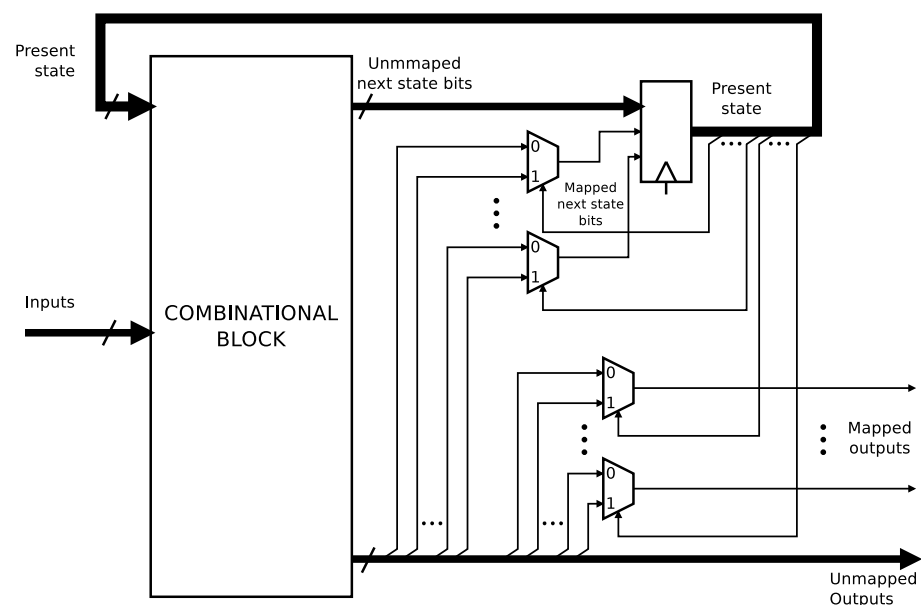 Present
state
Unmmaped
next state bits
Present
state
0
1
Mapped
next state
bits
0
1
Inputs
COMBINATIONAL
BLOCK
0
1
Mapped
outputs
0
1
Unmapped
Outputs